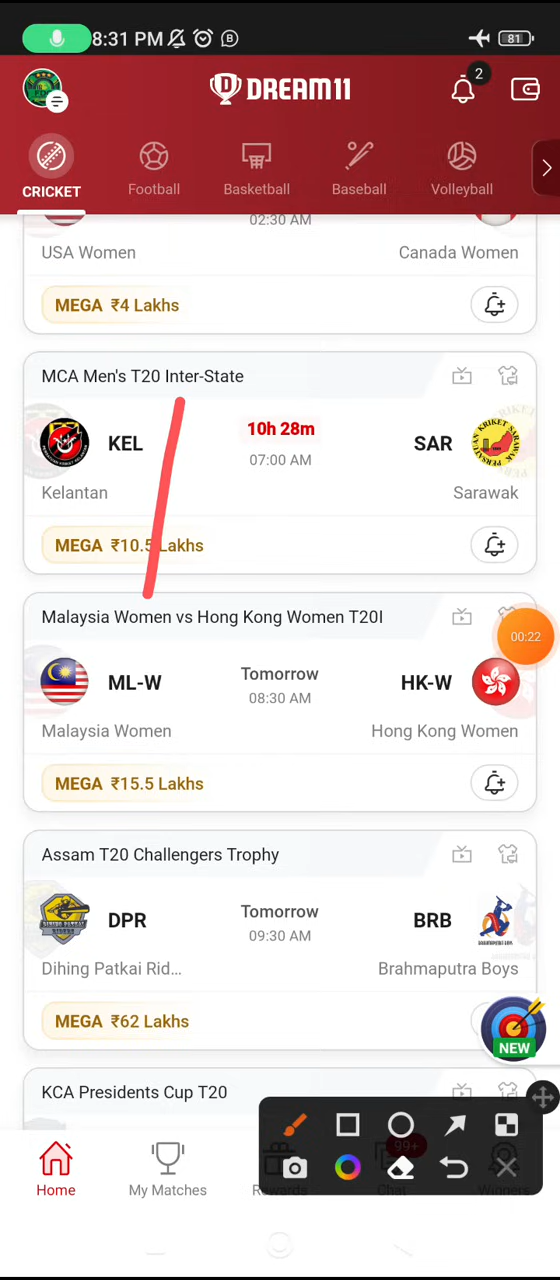 8:31 PM
81
DREAM11
2
CRICKET
Football
Basketball
Baseball
Volleyball
02:30 AM
USA Women
Canada Women
MEGA ₹4 Lakhs
MCA Men's T20 Inter-State
KEL
10h 28m
SAR
07:00 AM
Kelantan
Sarawak
MEGA ₹10.5 Lakhs
Malaysia Women vs Hong Kong Women T20I
00:22
ML-W
Tomorrow
HK-W
08:30 AM
Malaysia Women
Hong Kong Women
MEGA ₹15.5 Lakhs
Assam T20 Challengers Trophy
DPR
Tomorrow
BRB
09:30 AM
Dihing Patkai Rid...
Brahmaputra Boys
MEGA ₹62 Lakhs
NEW
KCA Presidents Cup T20
99+
Home
My Matches
Rewards
Chat
Winners